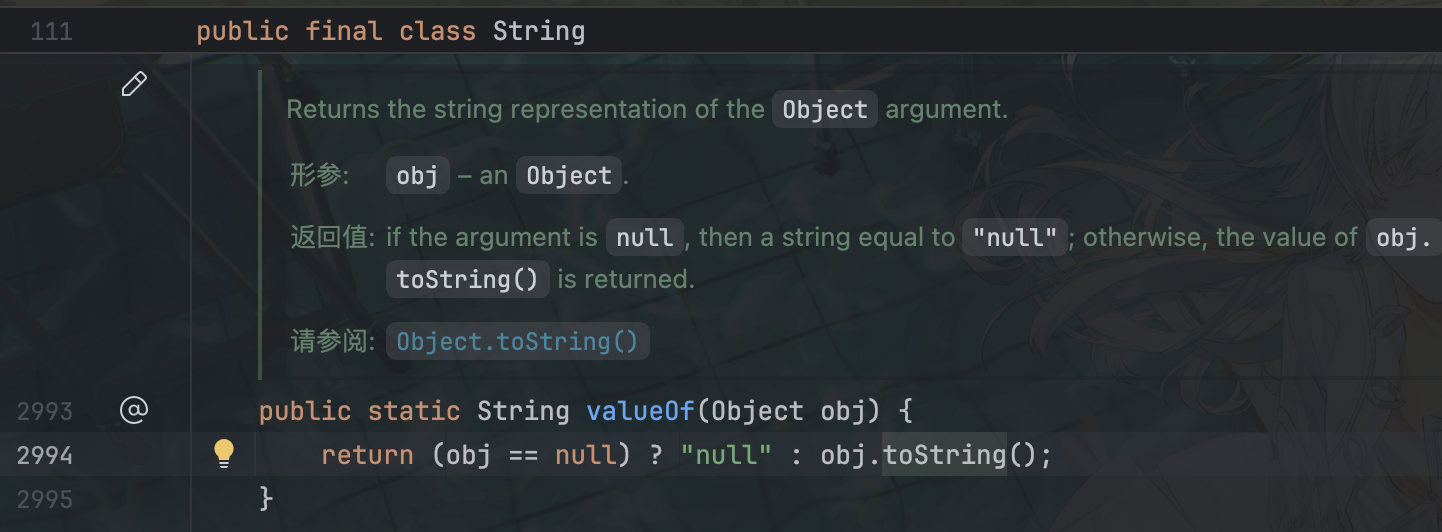 111 public final class String
Returns the string representation of the Object argument.
形参: obj – an Object.
返回值: if the argument is null, then a string equal to "null"; otherwise, the value of obj.
toString() is returned.
请参阅: Object.toString()
2993 @ public static String valueOf(Object obj) {
2994 return (obj == null) ? "null" : obj.toString();
2995 }